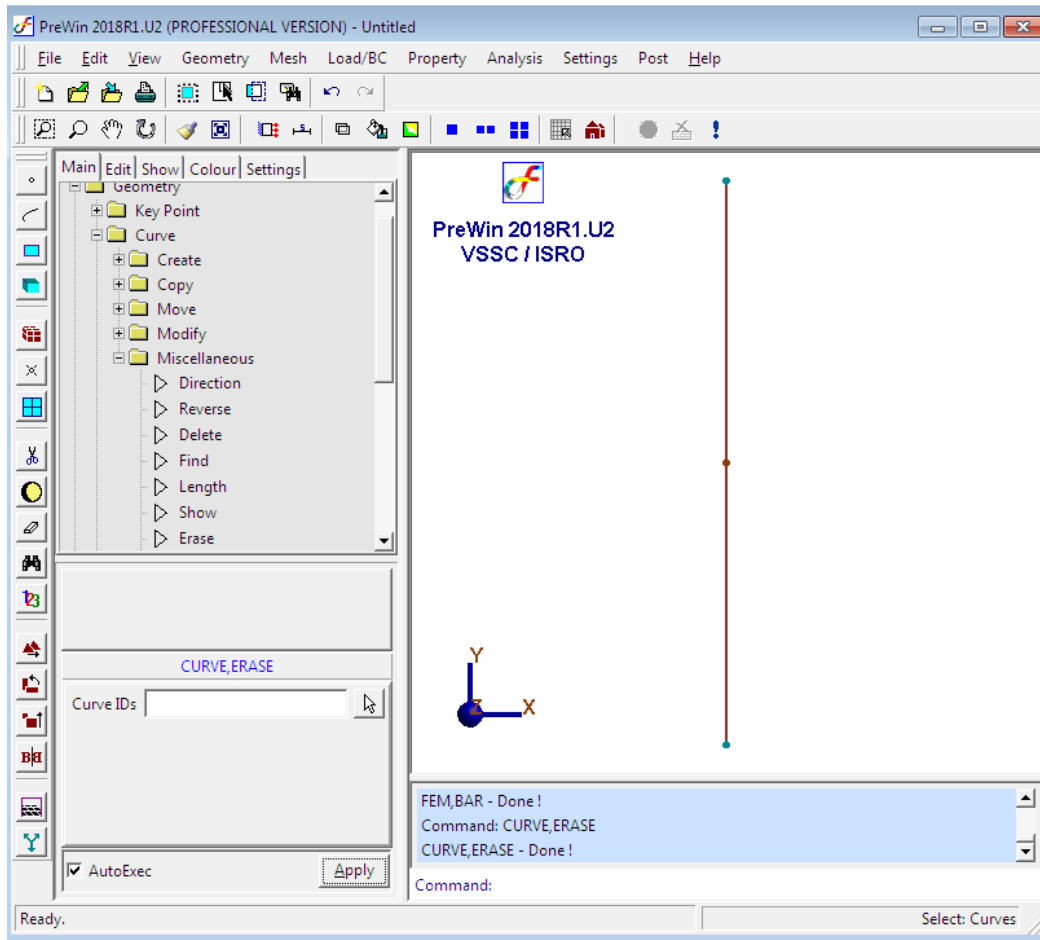 PreWin 2018R1.U2 (PROFESSIONAL VERSION) - Untitled
File Edit View Geometry Mesh Load/BC Property Analysis Settings Post Help
Main Edit Show Colour Settings
Geometry
Key Point
Curve
Create
Copy
Move
Modify
Miscellaneous
Direction
Reverse
Delete
Find
Length
Show
Erase
123
B B
CURVE,ERASE
Curve IDs
AutoExec Apply
PreWin 2018R1.U2
VSSC / ISRO
Y
Z X
FEM,BAR - Done !
Command: CURVE,ERASE
CURVE,ERASE - Done !
Command:
Ready. Select: Curves